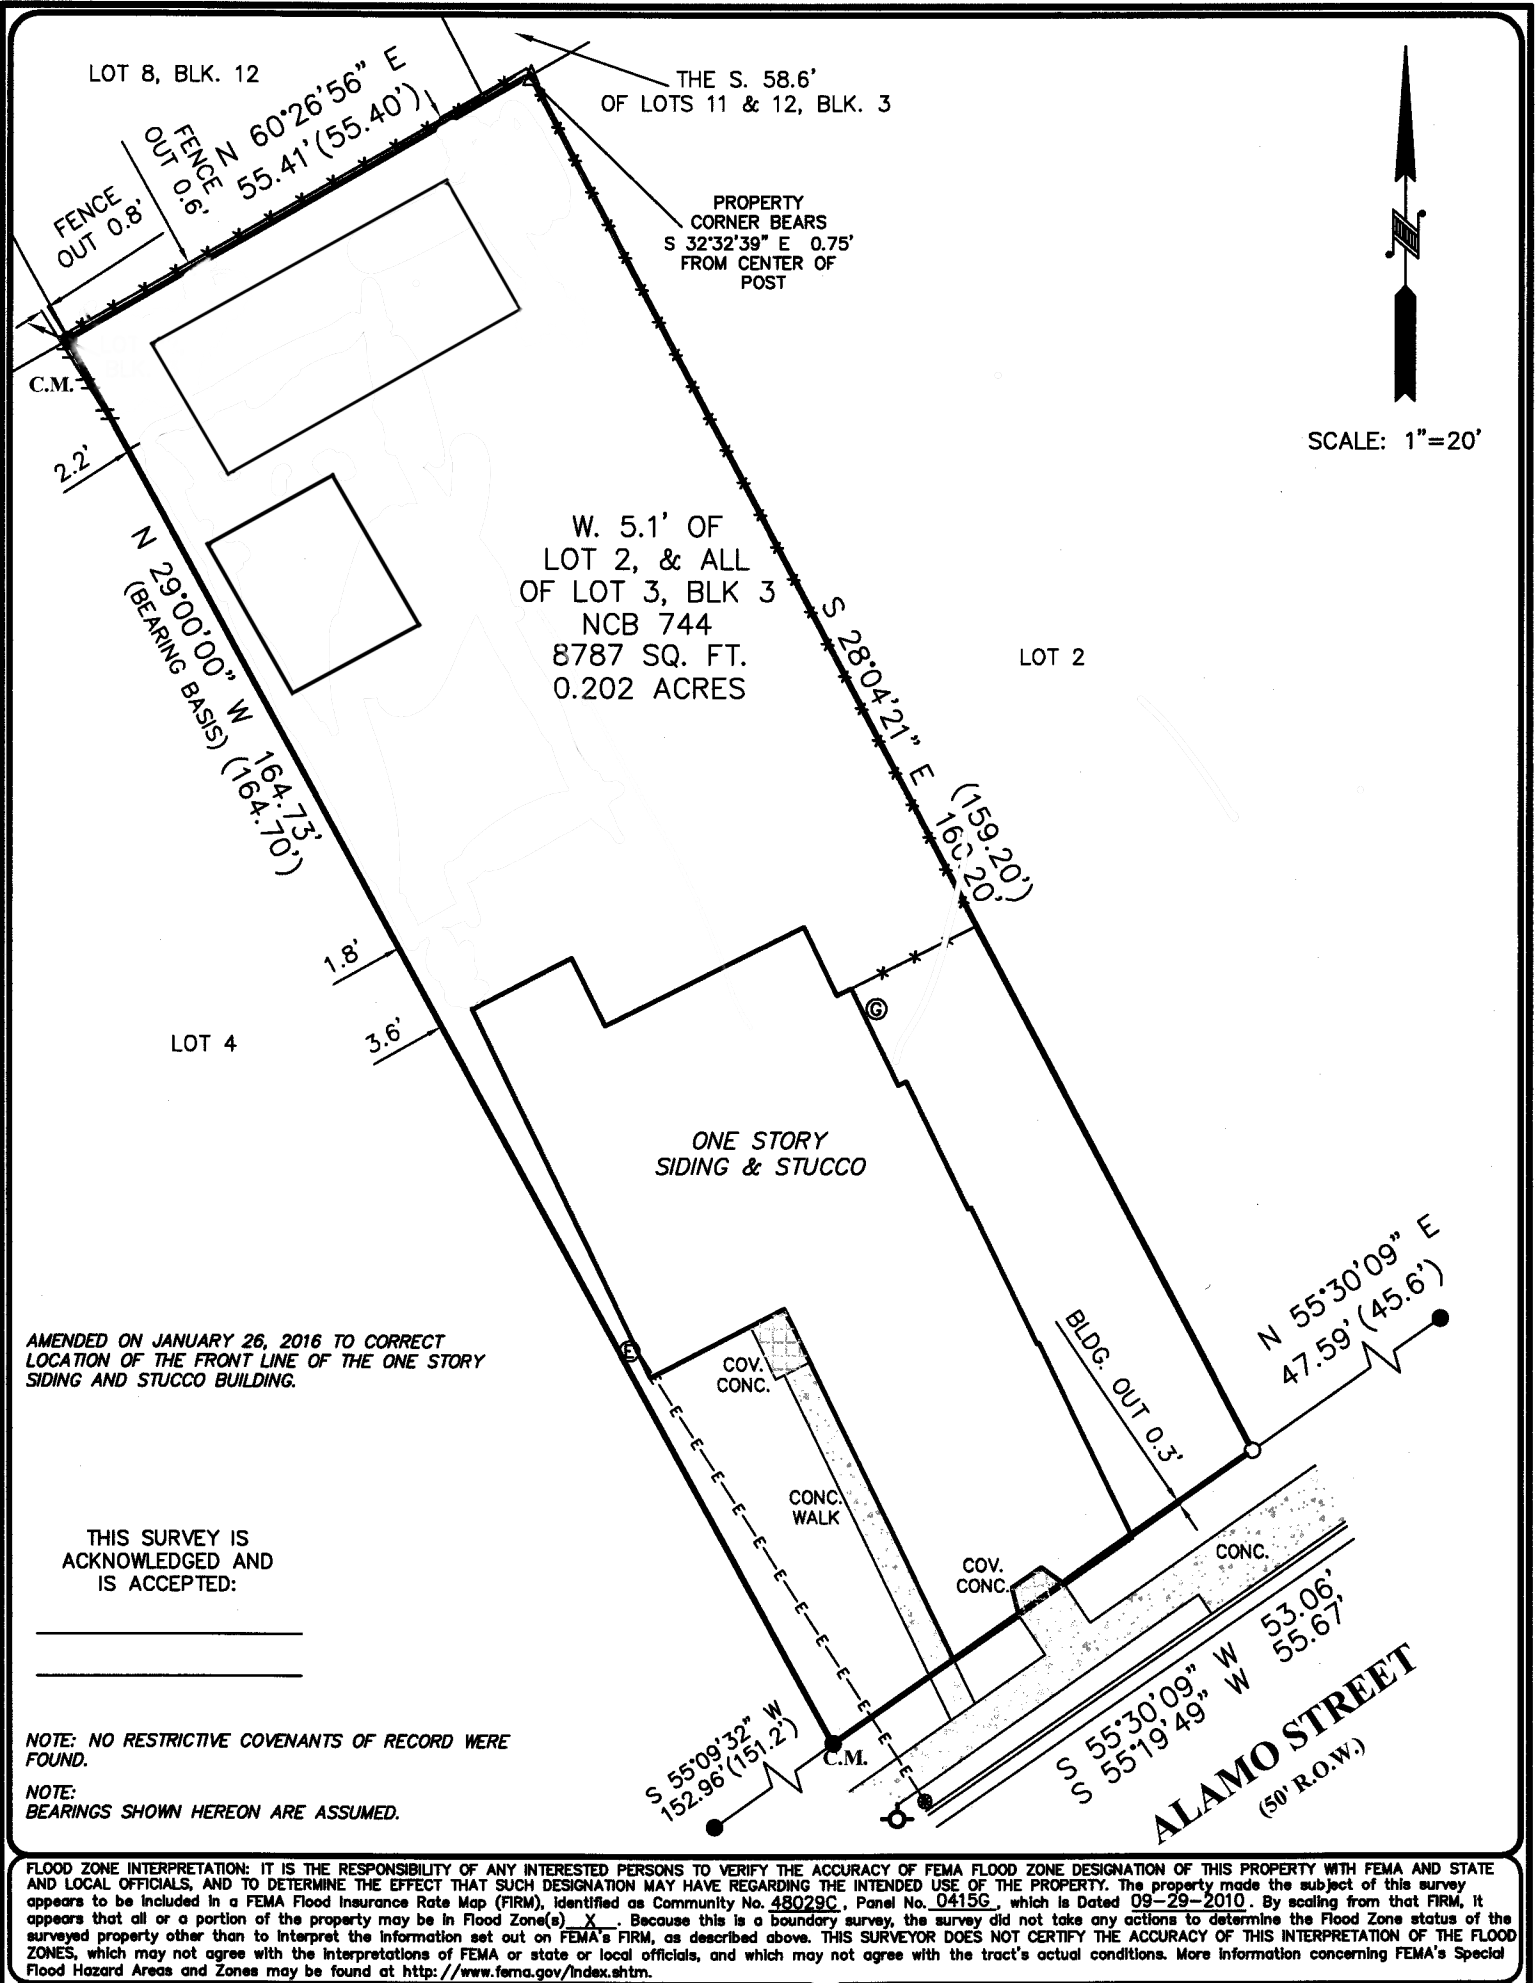 LOT 8, BLK. 12
N 60°26'56" E
55.41'(55.40')
FENCE
OUT 0.6'
FENCE
OUT 0.8'
THE S. 58.6'
OF LOTS 11 & 12, BLK. 3
PROPERTY
CORNER BEARS
S 32°32'39" E 0.75'
FROM CENTER OF
POST
SCALE: 1"=20'
C.M.
2.2'
N 29°00'00" W 164.73'
(BEARING BASIS) (164.70')
W. 5.1' OF
LOT 2, & ALL
OF LOT 3, BLK 3
NCB 744
8787 SQ. FT.
0.202 ACRES
S 28°04'21" E
(159.20')
160.20'
LOT 2
1.8'
3.6'
LOT 4
G
ONE STORY
SIDING & STUCCO
N 55°30'09" E
47.59' (45.6')
BLDG. OUT 0.3'
AMENDED ON JANUARY 26, 2016 TO CORRECT
LOCATION OF THE FRONT LINE OF THE ONE STORY
SIDING AND STUCCO BUILDING.
E
COV.
CONC.
E E E E E E E E E E E E
CONC.
WALK
COV.
CONC.
CONC.
THIS SURVEY IS
ACKNOWLEDGED AND
IS ACCEPTED:
S 55°30'09" W 53.06'
S 55°19'49" W 55.67'
ALAMO STREET
(50' R.O.W.)
S 55°09'32" W
152.96'(151.2')
C.M.
NOTE: NO RESTRICTIVE COVENANTS OF RECORD WERE
FOUND.
NOTE:
BEARINGS SHOWN HEREON ARE ASSUMED.
FLOOD ZONE INTERPRETATION: IT IS THE RESPONSIBILITY OF ANY INTERESTED PERSONS TO VERIFY THE ACCURACY OF FEMA FLOOD ZONE DESIGNATION OF THIS PROPERTY WITH FEMA AND STATE
AND LOCAL OFFICIALS, AND TO DETERMINE THE EFFECT THAT SUCH DESIGNATION MAY HAVE REGARDING THE INTENDED USE OF THE PROPERTY. The property made the subject of this survey
appears to be included in a FEMA Flood Insurance Rate Map (FIRM), identified as Community No. 48029C, Panel No. 0415G, which is Dated 09-29-2010. By scaling from that FIRM, it
appears that all or a portion of the property may be in Flood Zone(s) X. Because this is a boundary survey, the survey did not take any actions to determine the Flood Zone status of the
surveyed property other than to interpret the information set out on FEMA's FIRM, as described above. THIS SURVEYOR DOES NOT CERTIFY THE ACCURACY OF THIS INTERPRETATION OF THE FLOOD
ZONES, which may not agree with the interpretations of FEMA or state or local officials, and which may not agree with the tract's actual conditions. More information concerning FEMA's Special
Flood Hazard Areas and Zones may be found at http://www.fema.gov/index.shtm.